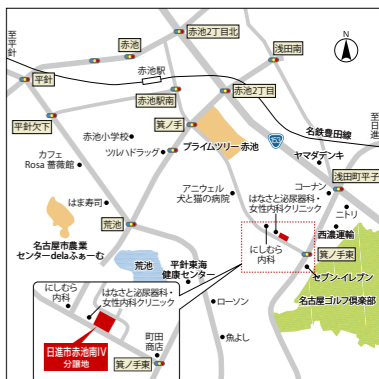 至平針
赤池
赤池2丁目北
浅田南
N
至日進
平針
赤池駅
赤池駅南
赤池2丁目
名鉄豊田線
平針欠下
赤池小学校
箕ノ手
プライムツリー赤池
153
ツルハドラッグ
ヤマダデンキ
カフェ
Rosa 薔薇館
アニウェル
犬と猫の病院
コーナン
浅田町平子
はま寿司
はなさと泌尿器科・
女性内科クリニック
ニトリ
荒池
西濃運輸
名古屋市農業
センターdelaふぁーむ
荒池
平針東海
健康センター
にしむら
内科
箕ノ手東
セブン-イレブン
名古屋ゴルフ倶楽部
にしむら
内科
はなさと泌尿器科・
女性内科クリニック
ローソン
魚よし
日進市赤池南IV
分譲地
町田
商店
箕ノ手東